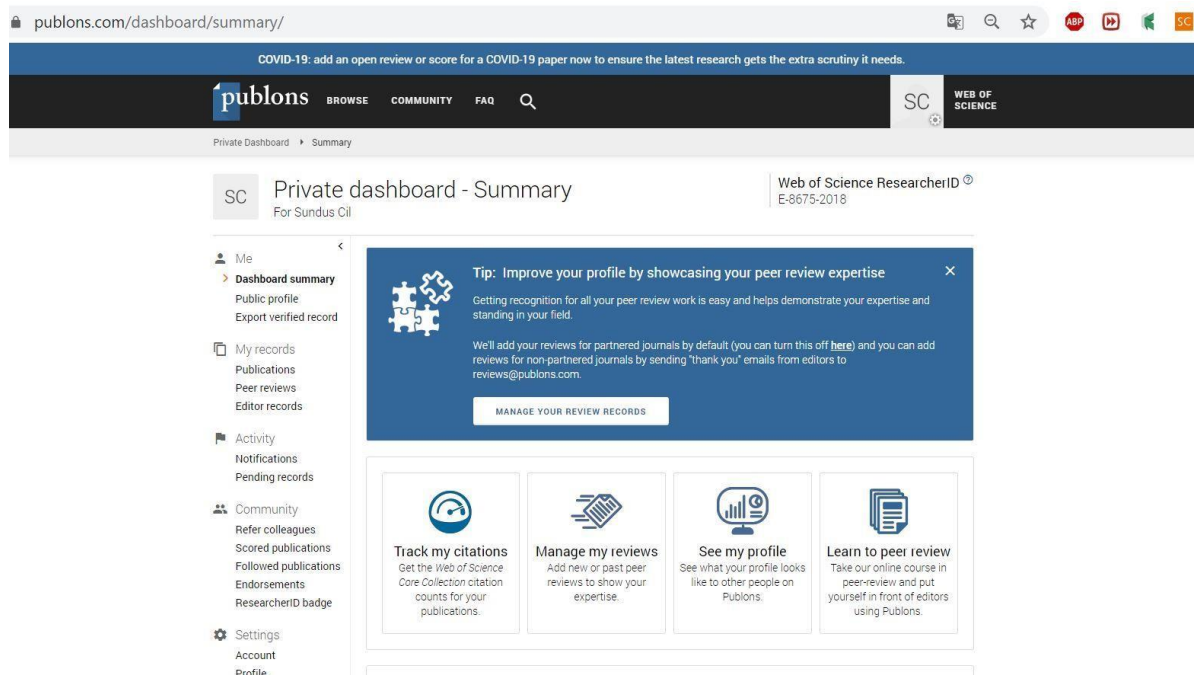 publons.com/dashboard/summary/
ABP
SC
COVID-19: add an open review or score for a COVID-19 paper now to ensure the latest research gets the extra scrutiny it needs.
publons BROWSE COMMUNITY FAQ
SC
WEB OF
SCIENCE
Private Dashboard Summary
SC
Private dashboard - Summary
For Sundus Cil
Web of Science ResearcherID
E-8675-2018
Me
Dashboard summary
Public profile
Export verified record
My records
Publications
Peer reviews
Editor records
Activity
Notifications
Pending records
Community
Refer colleagues
Scored publications
Followed publications
Endorsements
ResearcherID badge
Settings
Account
Profile
Tip: Improve your profile by showcasing your peer review expertise
Getting recognition for all your peer review work is easy and helps demonstrate your expertise and
standing in your field.
We'll add your reviews for partnered journals by default (you can turn this off here) and you can add
reviews for non-partnered journals by sending "thank you" emails from editors to
reviews@publons.com.
MANAGE YOUR REVIEW RECORDS
Track my citations
Get the Web of Science
Core Collection citation
counts for your
publications.
Manage my reviews
Add new or past peer
reviews to show your
expertise.
See my profile
See what your profile looks
like to other people on
Publons.
Learn to peer review
Take our online course in
peer-review and put
yourself in front of editors
using Publons.